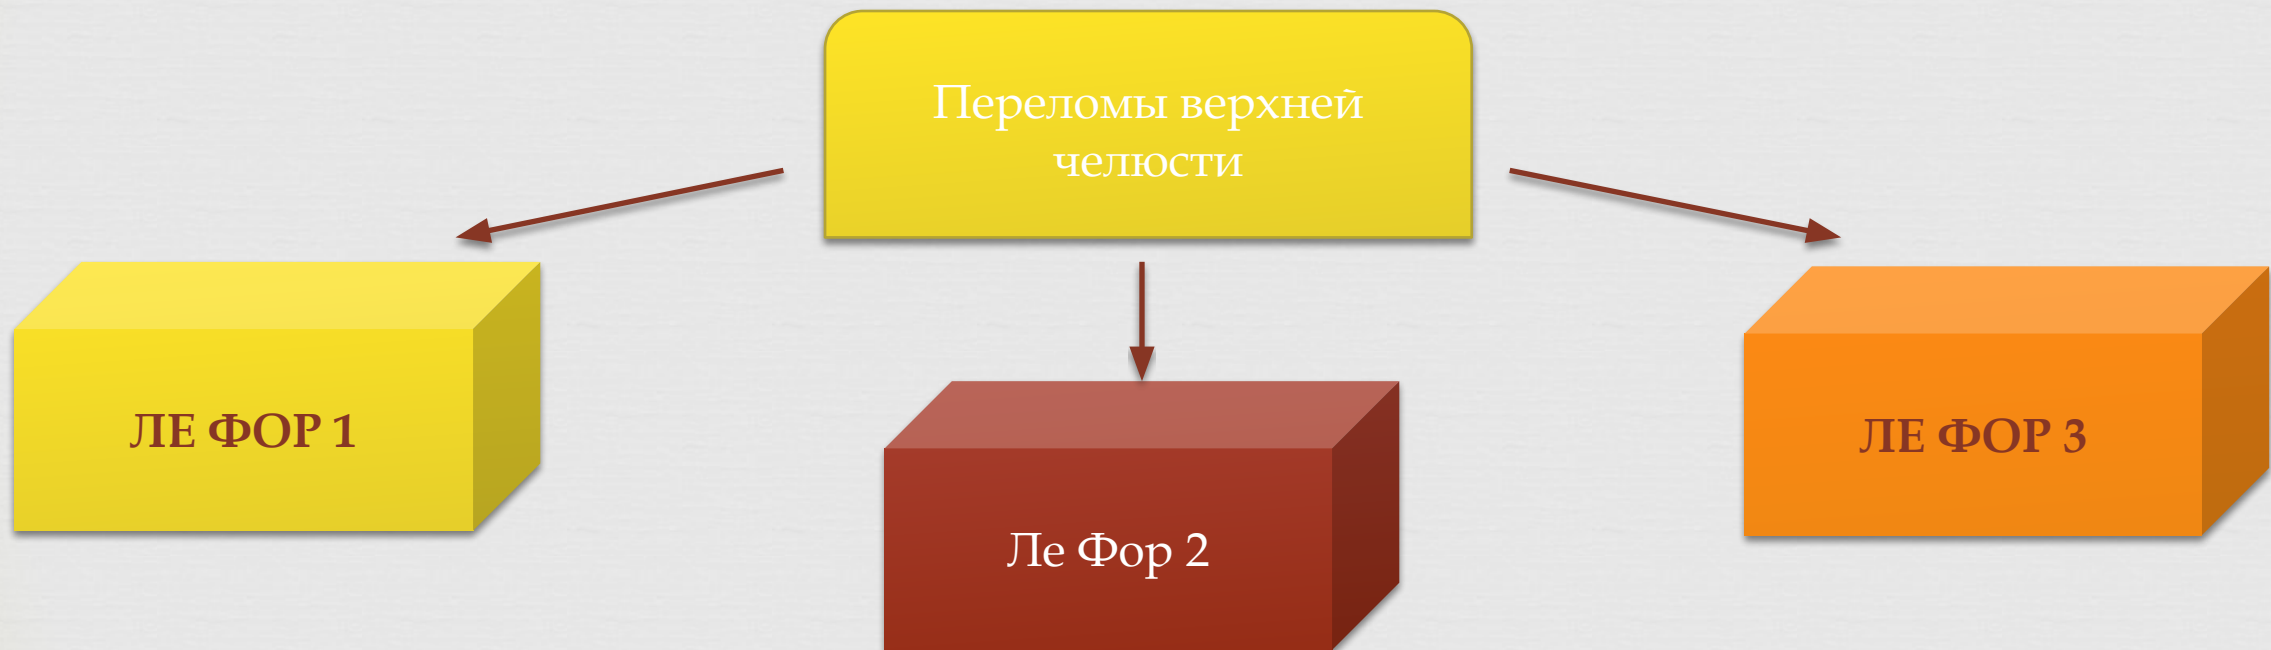 Переломы верхней
челюсти
ЛЕ ФОР 1
Ле Фор 2
ЛЕ ФОР 3